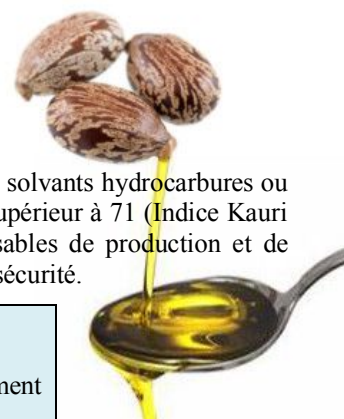 solvants hydrocarbures ou
upérieur à 71 (Indice Kauri
sables de production et de
sécurité.
ment